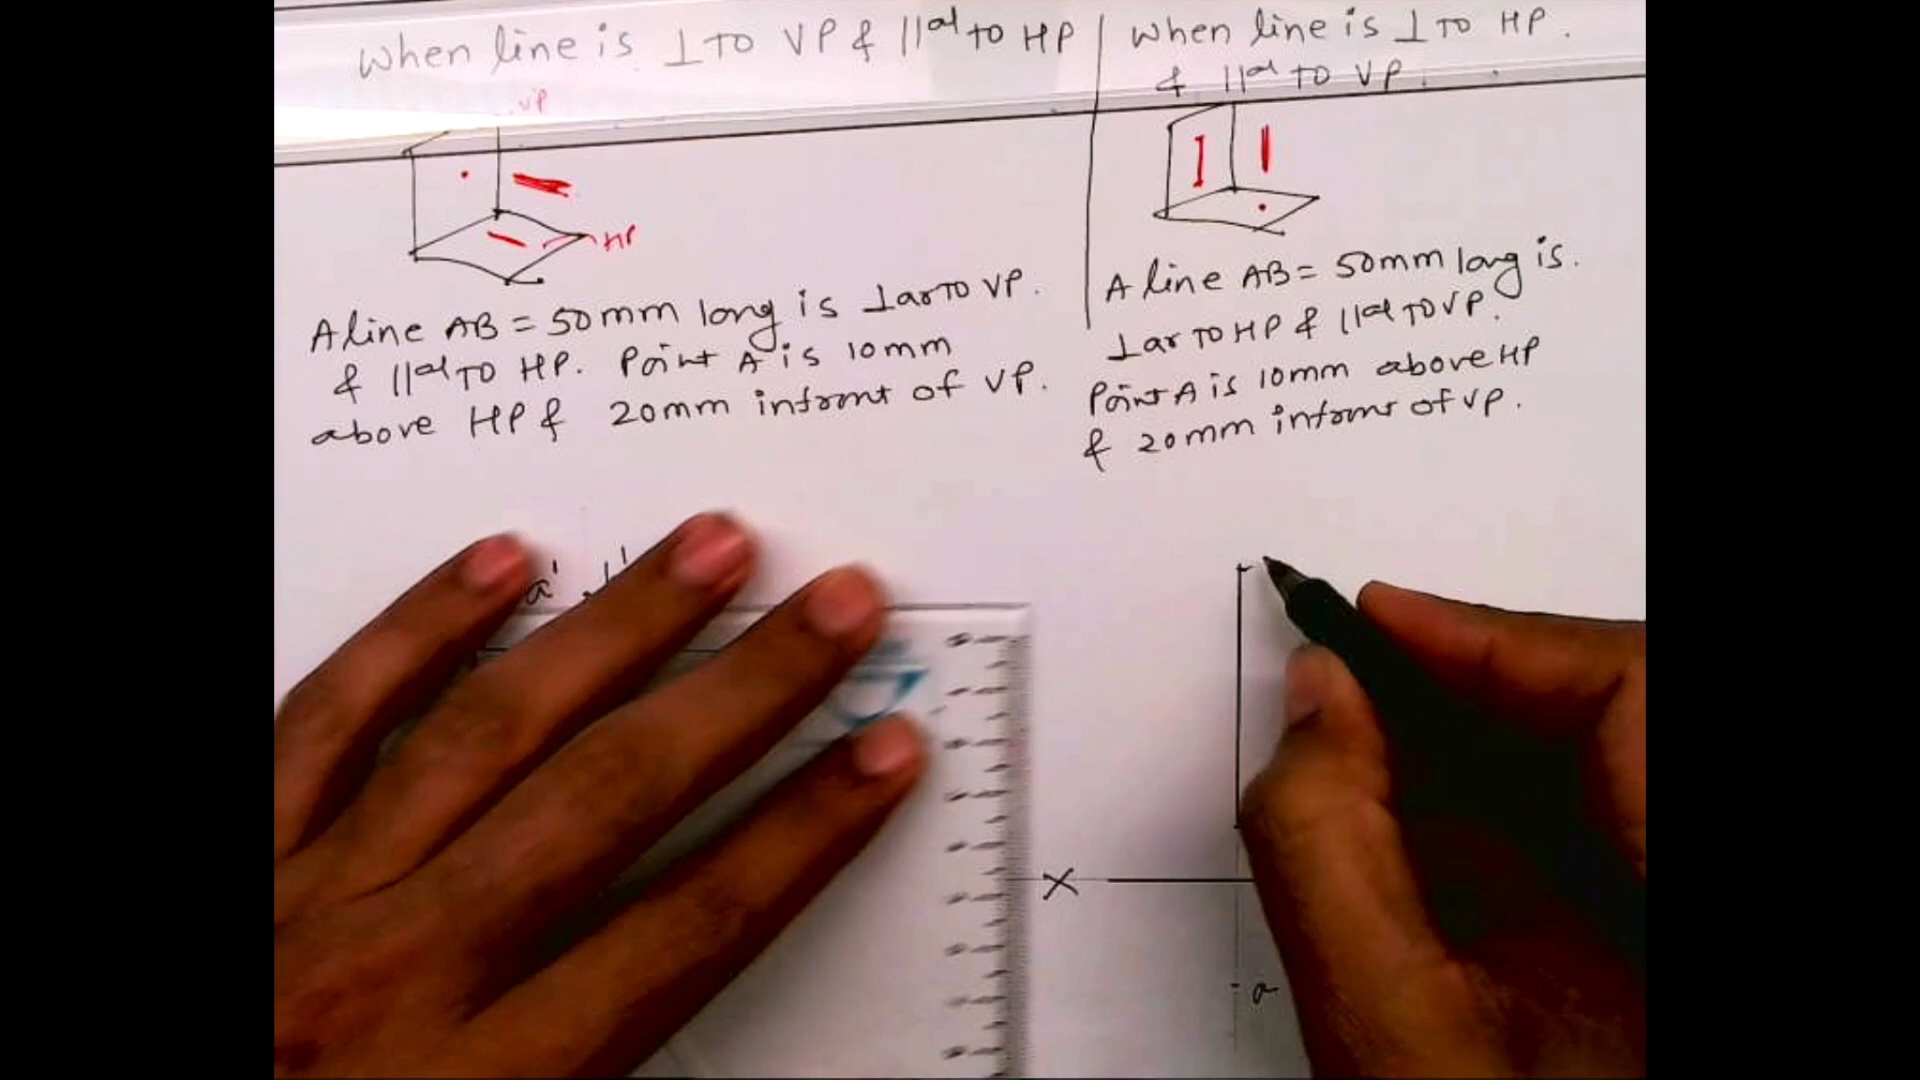 When line is ⊥ TO VP & ||al to HP
VP
HP
A line AB = 50mm long is ⊥ar TO VP.
& ||al TO HP. Point A is 10mm
above HP & 20mm infront of VP.
a'
When line is ⊥ TO HP.
& ||al TO VP.
A line AB = 50mm long is.
⊥ar TO HP & ||al TO VP.
Point A is 10mm above HP
& 20mm infront of VP.
X
a